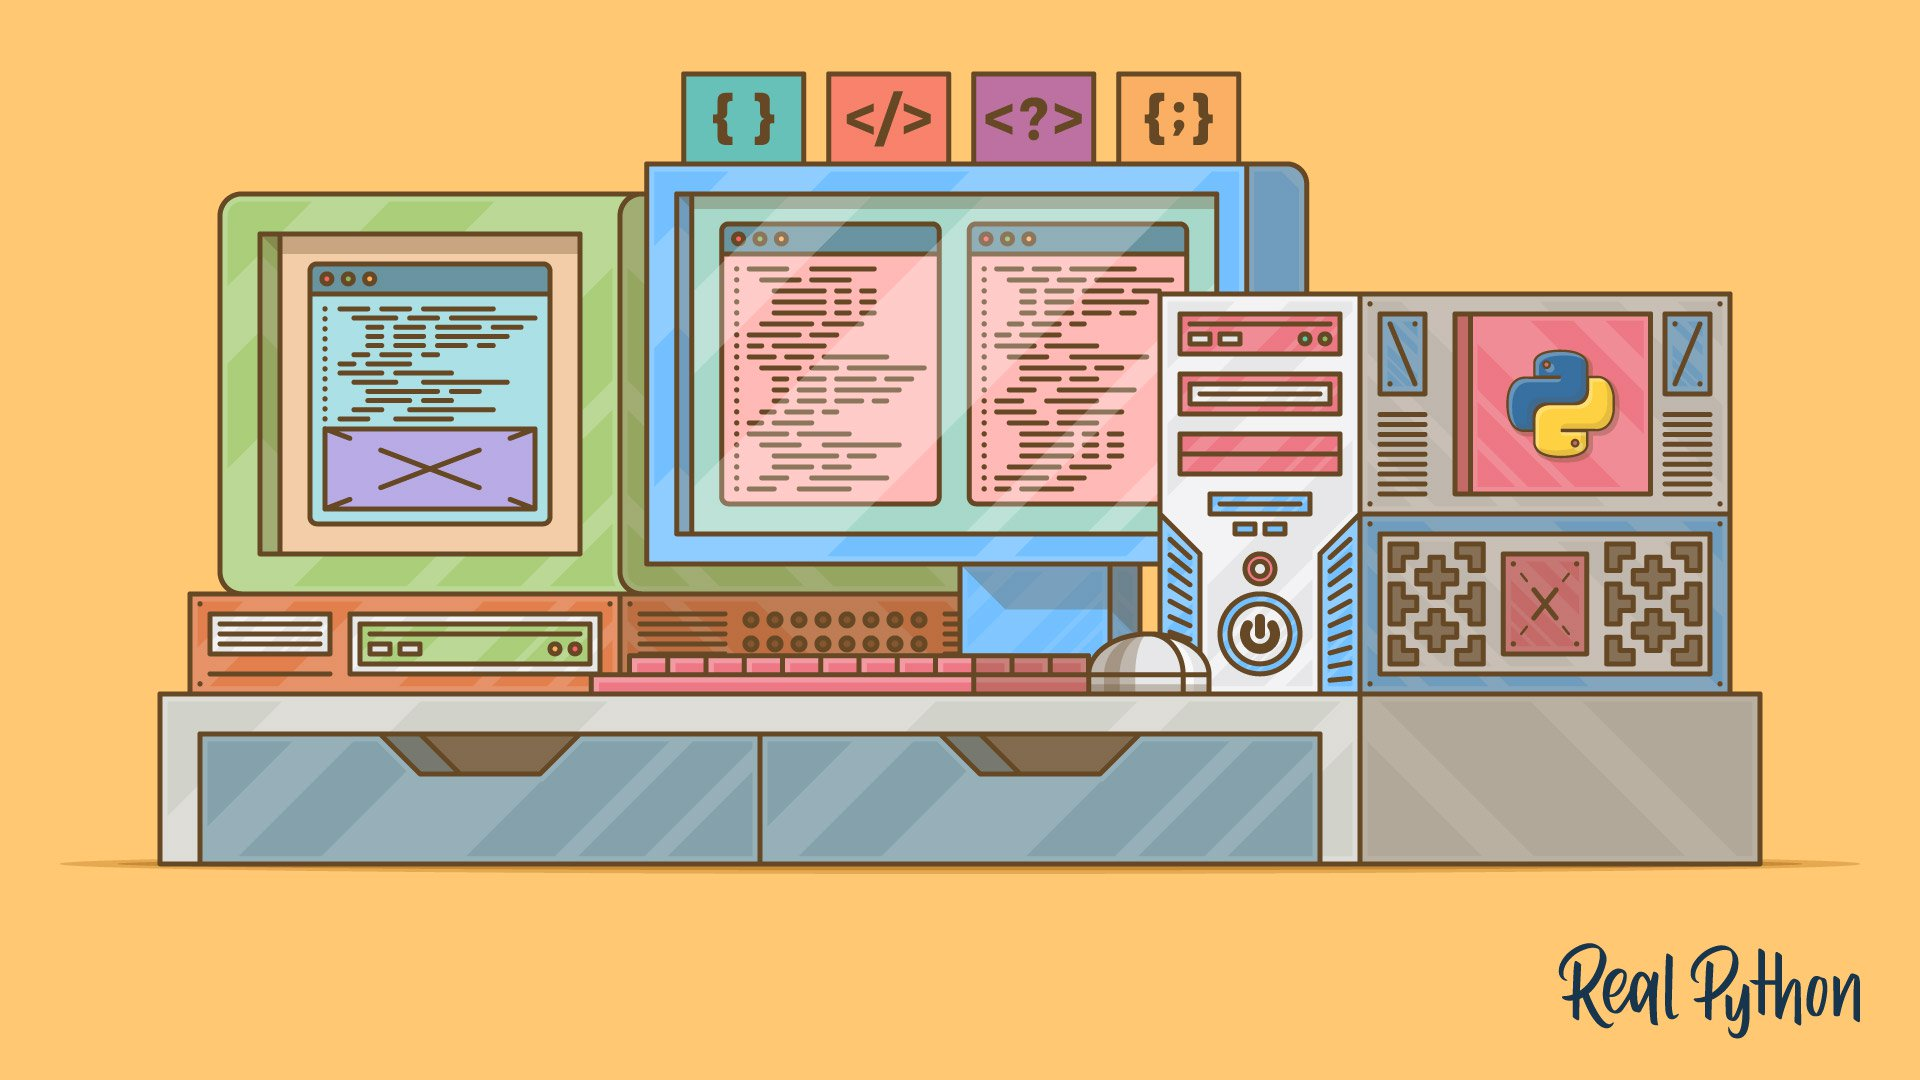 { } </> <?> {;}
Real Python